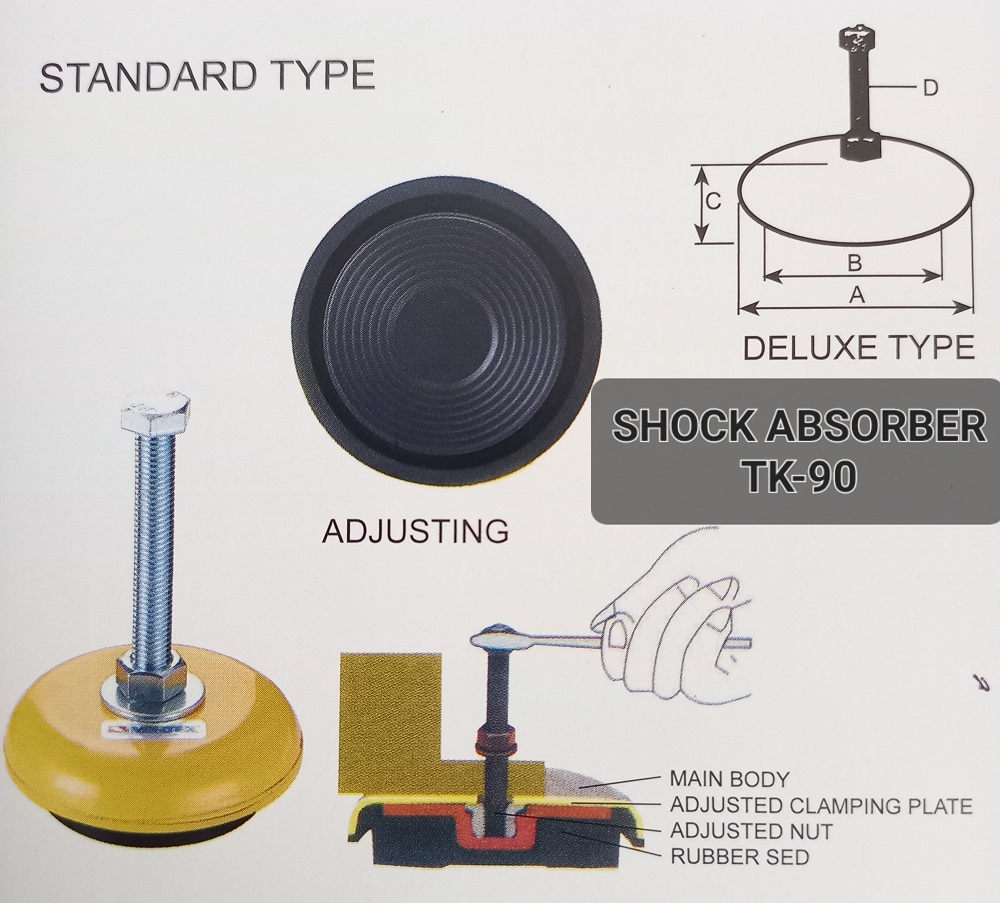 STANDARD TYPE
D
C
B
A
DELUXE TYPE
SHOCK ABSORBER
TK-90
ADJUSTING
MAIN BODY
ADJUSTED CLAMPING PLATE
ADJUSTED NUT
RUBBER SED